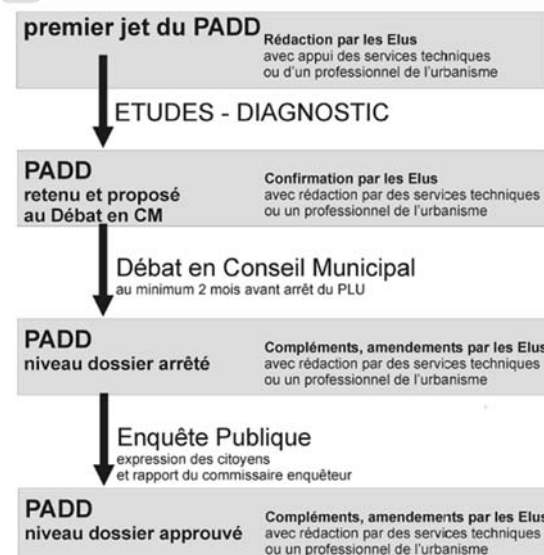 premier jet du PADD
Rédaction par les Elus
avec appui des services techniques
ou d'un professionnel de l'urbanisme
ETUDES - DIAGNOSTIC
PADD
retenu et proposé
au Débat en CM
Confirmation par les Elus
avec rédaction par des services techniques
ou un professionnel de l'urbanisme
Débat en Conseil Municipal
au minimum 2 mois avant arrêt du PLU
PADD
niveau dossier arrêté
Compléments, amendements par les Elus
avec rédaction par des services techniques
ou un professionnel de l'urbanisme
Enquête Publique
expression des citoyens
et rapport du commissaire enquêteur
PADD
niveau dossier approuvé
Compléments, amendements par les Elus
avec rédaction par des services techniques
ou un professionnel de l'urbanisme